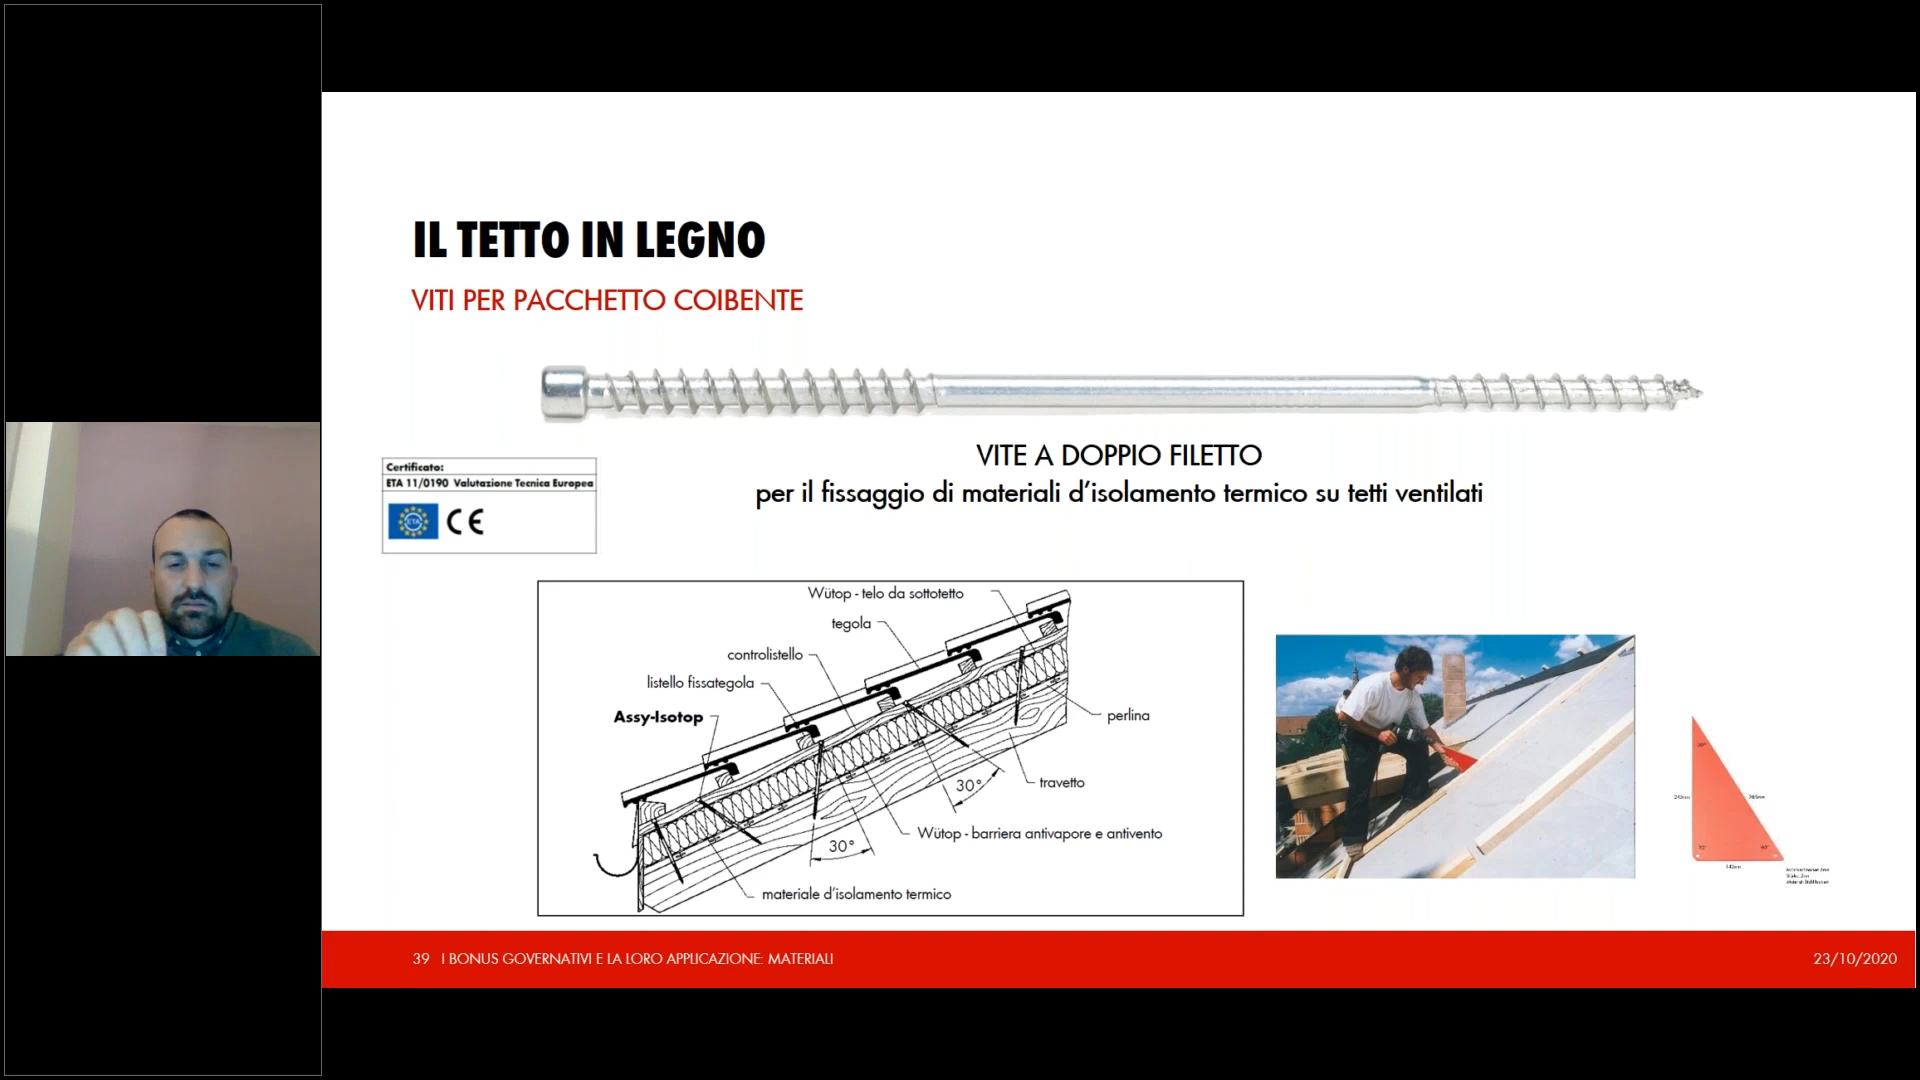 IL TETTO IN LEGNO
VITI PER PACCHETTO COIBENTE
VITE A DOPPIO FILETTO
per il fissaggio di materiali d'isolamento termico su tetti ventilati
Certificato:
ETA 11/0190 Valutazione Tecnica Europea
ETA
CE
Wütop - telo da sottotetto
tegola
controlistello
listello fissategola
Assy-Isotop
perlina
travetto
30°
Wütop - barriera antivapore e antivento
30°
materiale d'isolamento termico
39 I BONUS GOVERNATIVI E LA LORO APPLICAZIONE: MATERIALI
23/10/2020